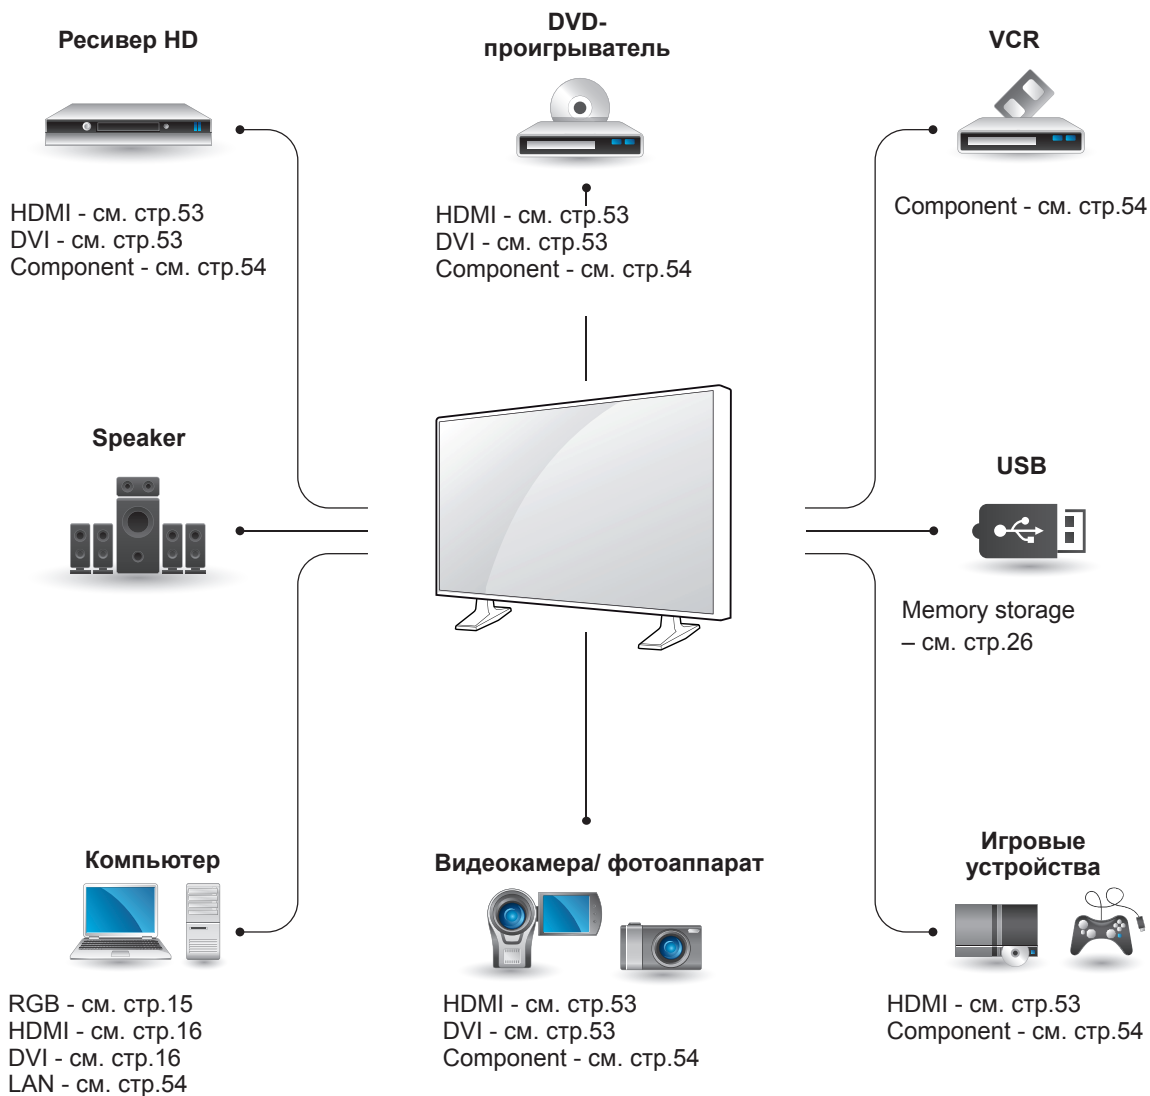 Ресивер HD
HDMI - см. стр.53
DVI - см. стр.53
Component - см. стр.54
DVD-
проигрыватель
HDMI - см. стр.53
DVI - см. стр.53
Component - см. стр.54
VCR
Component - см. стр.54
Speaker
USB
Memory storage
– см. стр.26
Компьютер
RGB - см. стр.15
HDMI - см. стр.16
DVI - см. стр.16
LAN - см. стр.54
Видеокамера/ фотоаппарат
HDMI - см. стр.53
DVI - см. стр.53
Component - см. стр.54
Игровые
устройства
HDMI - см. стр.53
Component - см. стр.54